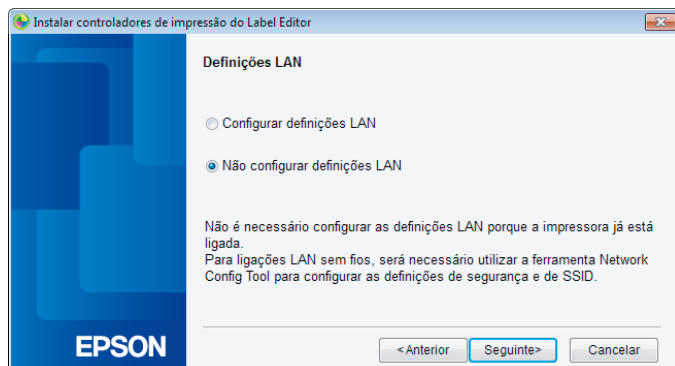 Instalar controladores de impressão do Label Editor
Definições LAN
Configurar definições LAN
Não configurar definições LAN
Não é necessário configurar as definições LAN porque a impressora já está
ligada.
Para ligações LAN sem fios, será necessário utilizar a ferramenta Network
Config Tool para configurar as definições de segurança e de SSID.
EPSON
<Anterior
Seguinte>
Cancelar